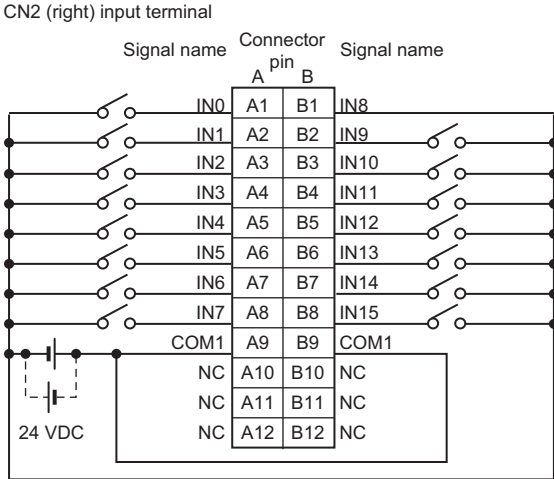 CN2 (right) input terminal
Signal name Connector pin Signal name
A B
IN0 A1 B1 IN8
IN1 A2 B2 IN9
IN2 A3 B3 IN10
IN3 A4 B4 IN11
IN4 A5 B5 IN12
IN5 A6 B6 IN13
IN6 A7 B7 IN14
IN7 A8 B8 IN15
COM1 A9 B9 COM1
NC A10 B10 NC
NC A11 B11 NC
24 VDC NC A12 B12 NC